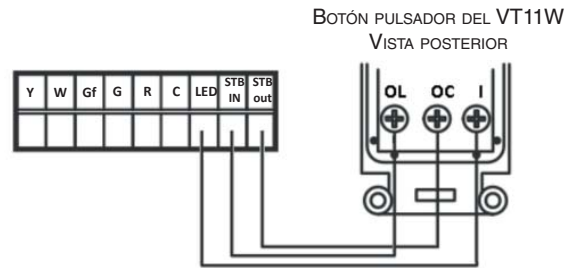 BOTÓN PULSADOR DEL VT11W
VISTA POSTERIOR
Y W Gf G R C LED STB IN STB out
OL OC I